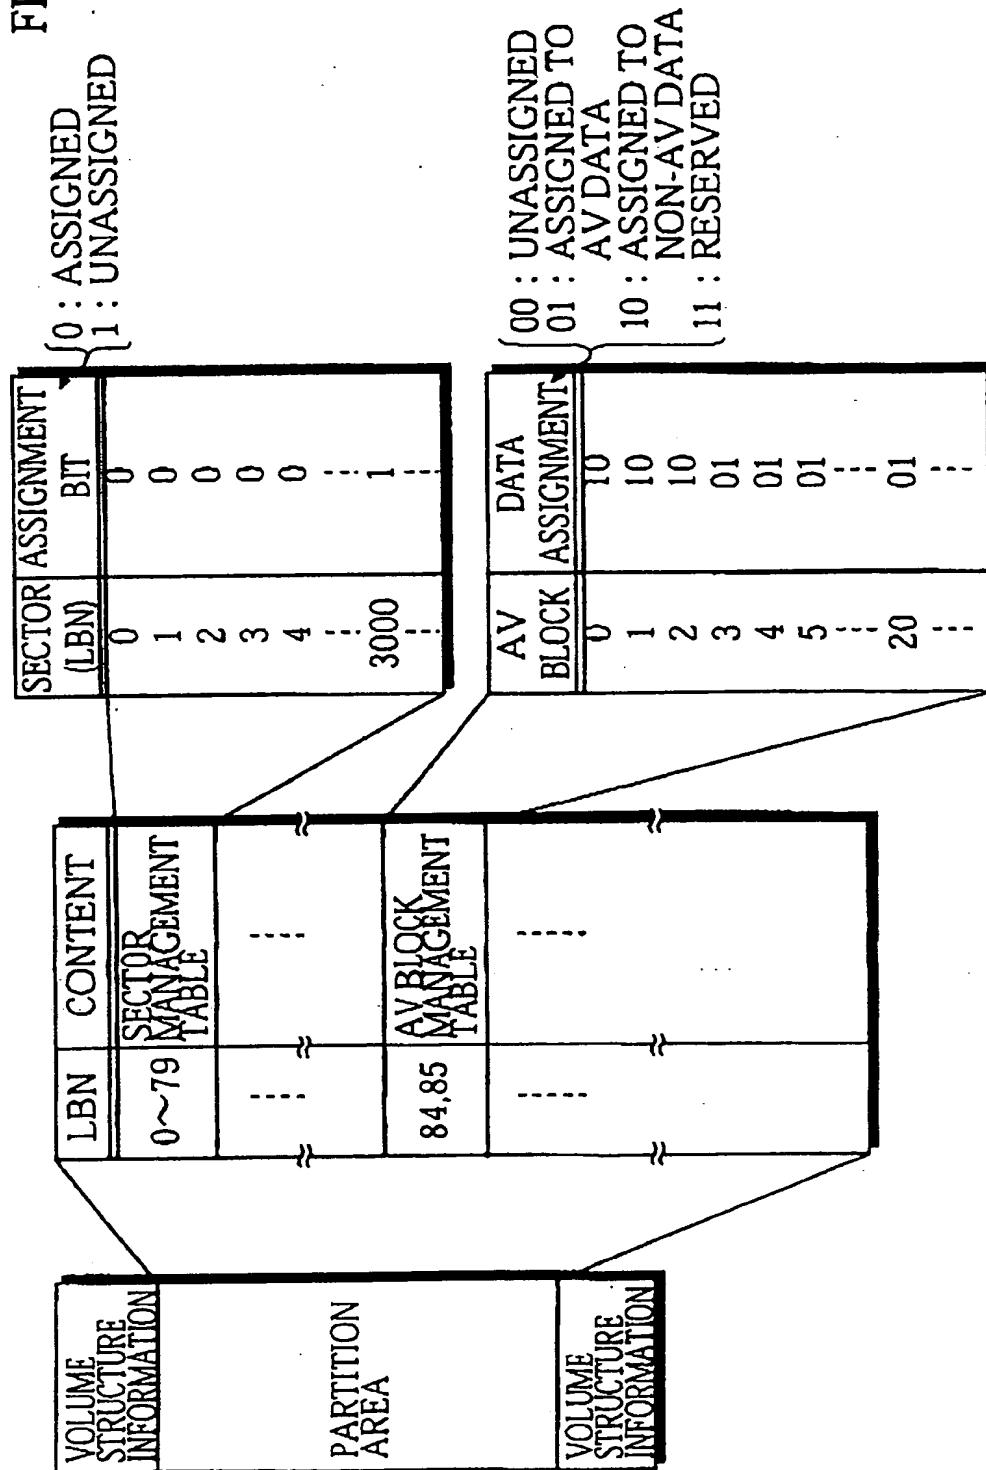 FI
VOLUME
STRUCTURE
INFORMATION
PARTITION
AREA
VOLUME
STRUCTURE
INFORMATION
LBN CONTENT
0~79 SECTOR
MANAGEMENT
TABLE
84,85 AV BLOCK
MANAGEMENT
TABLE
SECTOR ASSIGNMENT
(LBN) BIT
0 0
1 0
2 0
3 0
4 0
3000 1
0 : ASSIGNED
1 : UNASSIGNED
AV DATA
BLOCK ASSIGNMENT
0 10
1 10
2 10
3 01
4 01
5 01
20 01
00 : UNASSIGNED
01 : ASSIGNED TO
AV DATA
10 : ASSIGNED TO
NON-AV DATA
11 : RESERVED